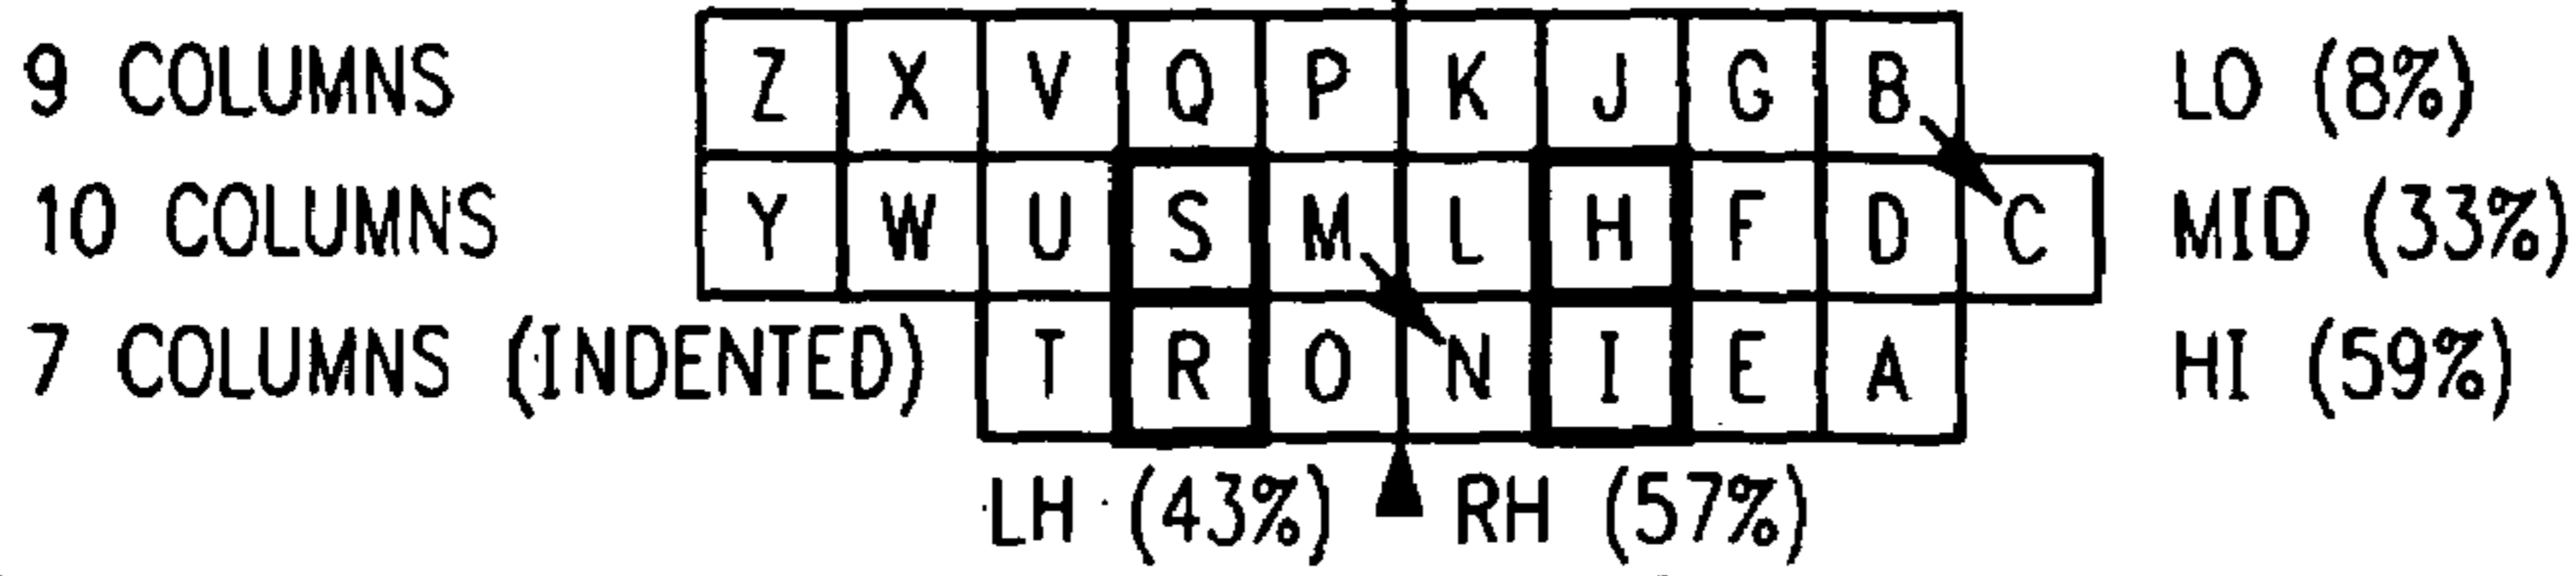 9 COLUMNS Z X V Q P K J G B LO (8%)
10 COLUMNS Y W U S M L H F D C MID (33%)
7 COLUMNS (INDENTED) T R O N I E A HI (59%)
LH (43%) RH (57%)